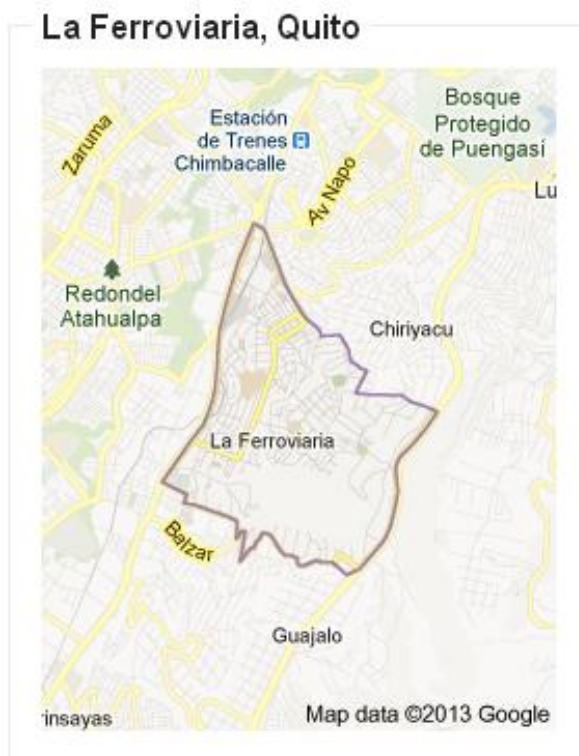 La Ferroviaria, Quito
Estación
de Trenes
Chimbacalle
Bosque
Protegido
de Puengasí
Zaruma
Av Napo
Lu
Redondel
Atahualpa
Chiriyacu
La Ferroviaria
Balzar
Guajalo
rinsayas
Map data ©2013 Google